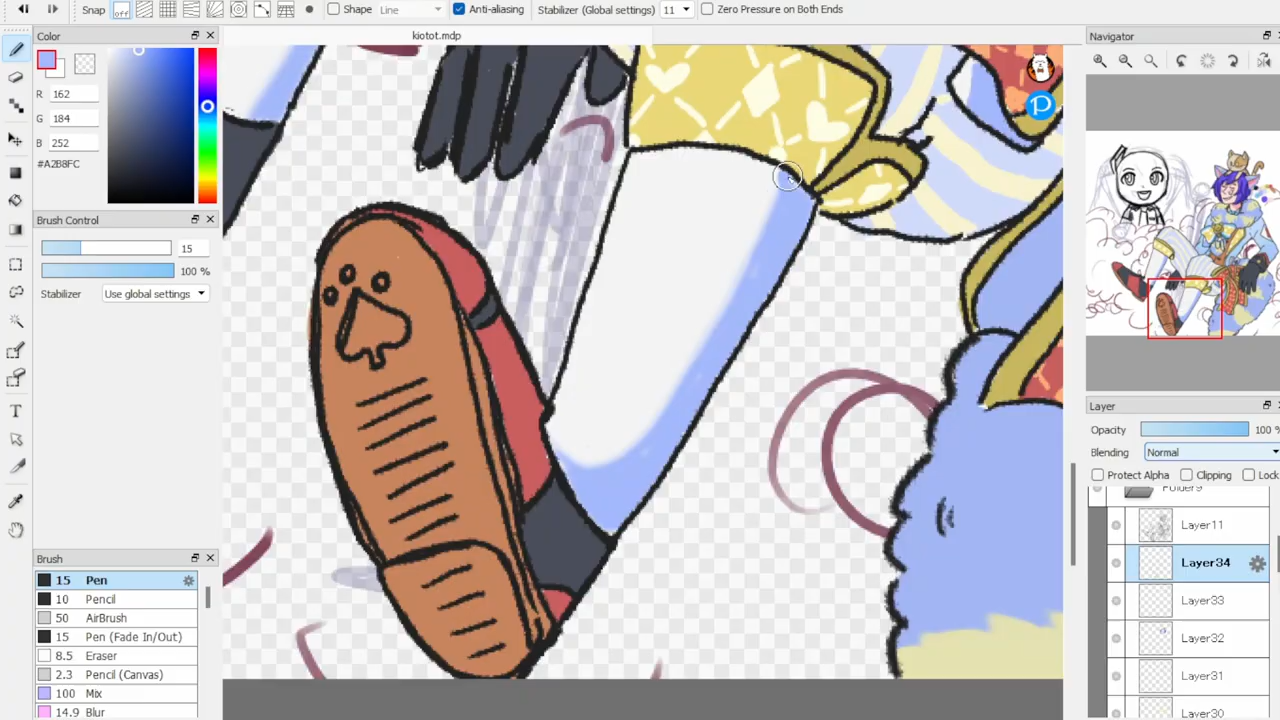 Snap off Shape Line Anti-aliasing Stabilizer (Global settings) 11 Zero Pressure on Both Ends
Color
kiotot.mdp
Navigator
R 162
G 184
B 252
#A2B8FC
Brush Control
15
100 %
Stabilizer Use global settings
Brush
15 Pen
10 Pencil
50 AirBrush
15 Pen (Fade In/Out)
8.5 Eraser
2.3 Pencil (Canvas)
100 Mix
14.9 Blur
T
P
Layer
Opacity 100 %
Blending Normal
Protect Alpha Clipping Lock
Folder9
Layer11
Layer34
Layer33
Layer32
Layer31
Layer30